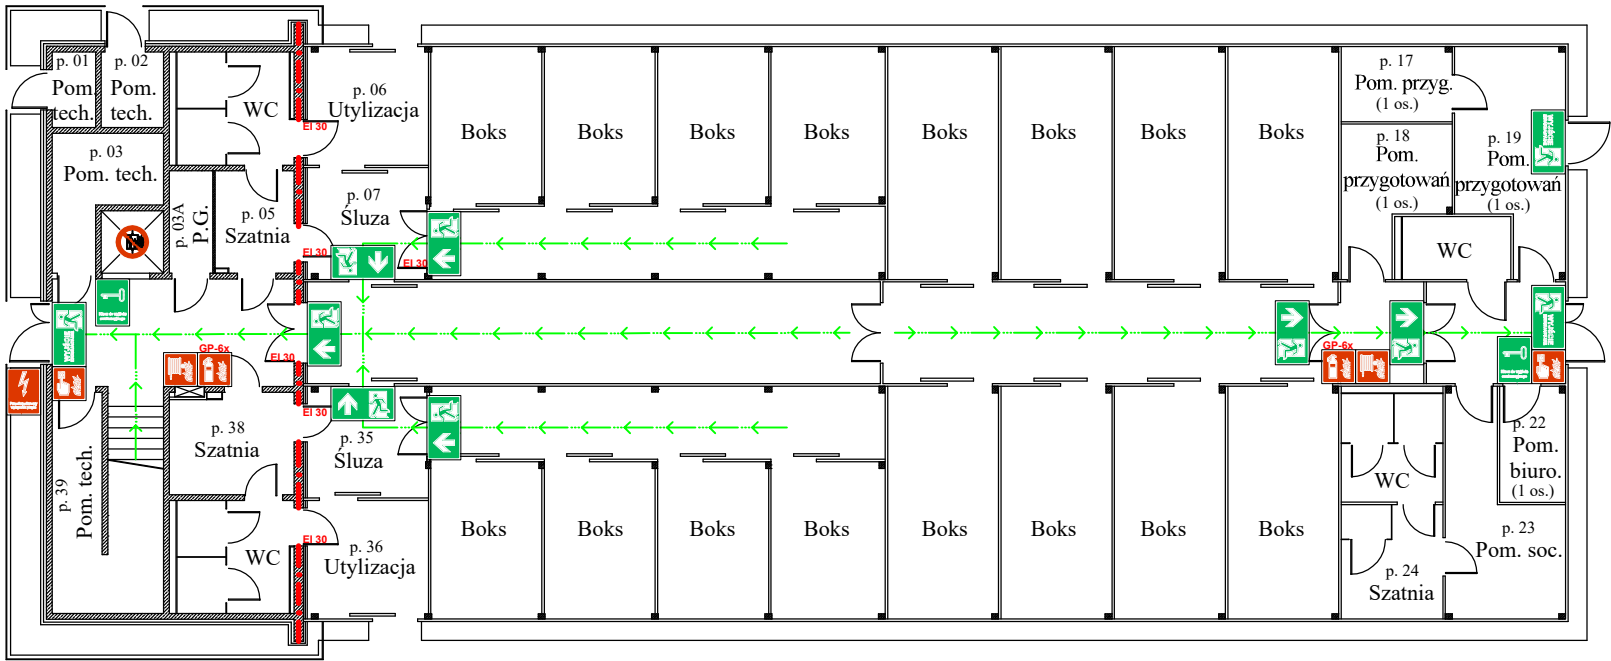 p. 01
Pom.
tech.
p. 02
Pom.
tech.
WC
p. 06
Utylizacja
EI 30
p. 03
Pom. tech.
p. 03A
P.G.
p. 05
Szatnia
p. 07
Śluza
EI 30
EI 30
Boks
Boks
Boks
Boks
Boks
Boks
Boks
Boks
p. 17
Pom. przyg.
(1 os.)
p. 18
Pom.
przygotowań
(1 os.)
p. 19
Pom.
przygotowań
(1 os.)
WC
GP-6x
EI 30
GP-6x
EI 30
p. 38
Szatnia
p. 35
Śluza
p. 39
Pom. tech.
WC
EI 30
p. 36
Utylizacja
Boks
Boks
Boks
Boks
Boks
Boks
Boks
Boks
WC
p. 22
Pom.
biuro.
(1 os.)
p. 23
Pom. soc.
p. 24
Szatnia